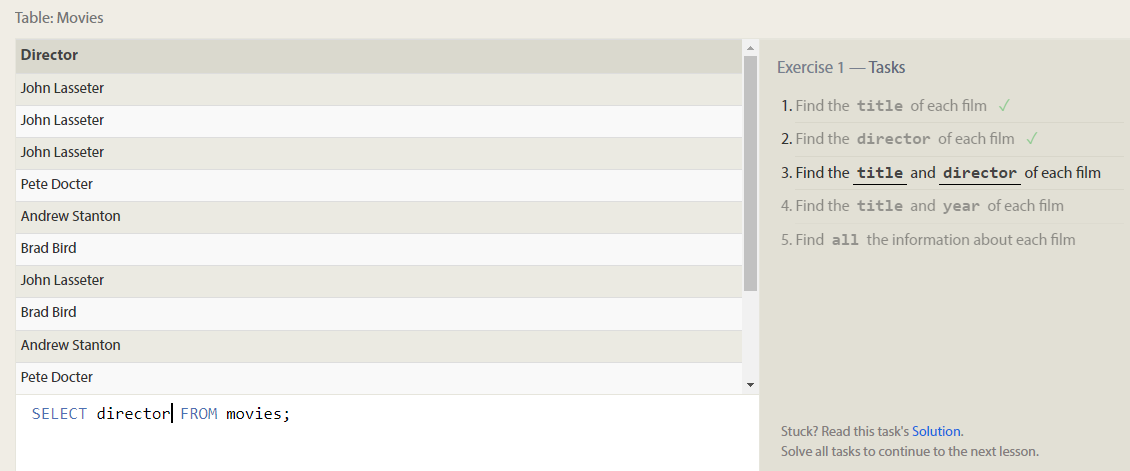 Table: Movies
Director
John Lasseter
John Lasseter
John Lasseter
Pete Docter
Andrew Stanton
Brad Bird
John Lasseter
Brad Bird
Andrew Stanton
Pete Docter
SELECT director FROM movies;
Exercise 1 — Tasks
1. Find the title of each film ✓
2. Find the director of each film ✓
3. Find the title and director of each film
4. Find the title and year of each film
5. Find all the information about each film
Stuck? Read this task's Solution.
Solve all tasks to continue to the next lesson.